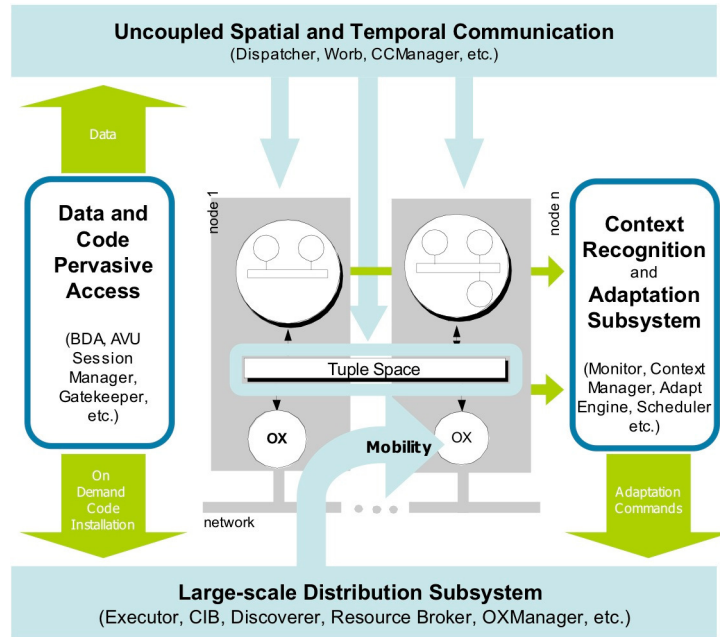 Uncoupled Spatial and Temporal Communication
(Dispatcher, Worb, CCManager, etc.)
Data
node 1
node n
Data and
Code
Pervasive
Access
(BDA, AVU
Session
Manager,
Gatekeeper,
etc.)
Context
Recognition
and
Adaptation
Subsystem
(Monitor, Context
Manager, Adapt
Engine, Scheduler
etc.)
Tuple Space
OX
Mobility
OX
On
Demand
Code
Installation
Adaptation
Commands
network
Large-scale Distribution Subsystem
(Executor, CIB, Discoverer, Resource Broker, OXManager, etc.)